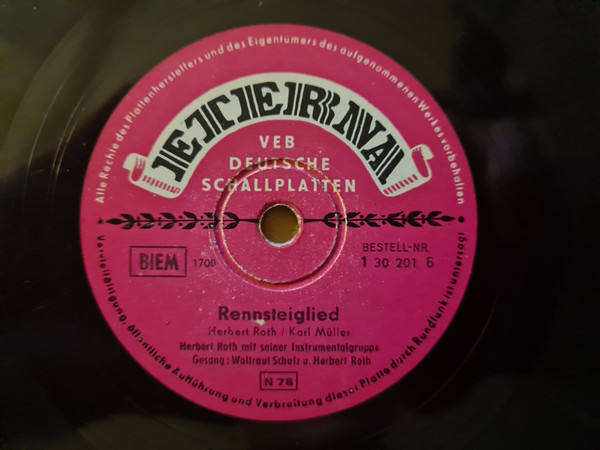 Alle Rechte des Plattenherstellers und des Eigentümers des aufgenommenen Werkes vorbehalten
ETERNA
VEB
DEUTSCHE
SCHALLPLATTEN
BIEM
1700
BESTELL-NR.
1 30 201 B
Rennsteiglied
Herbert Roth / Karl Müller
Herbert Roth mit seiner Instrumentalgruppe
Gesang: Waltraut Schulz u. Herbert Roth
N 78
Vervielfältigung, öffentliche Aufführung und Verbreitung dieser Platte durch Rundfunk ist untersagt